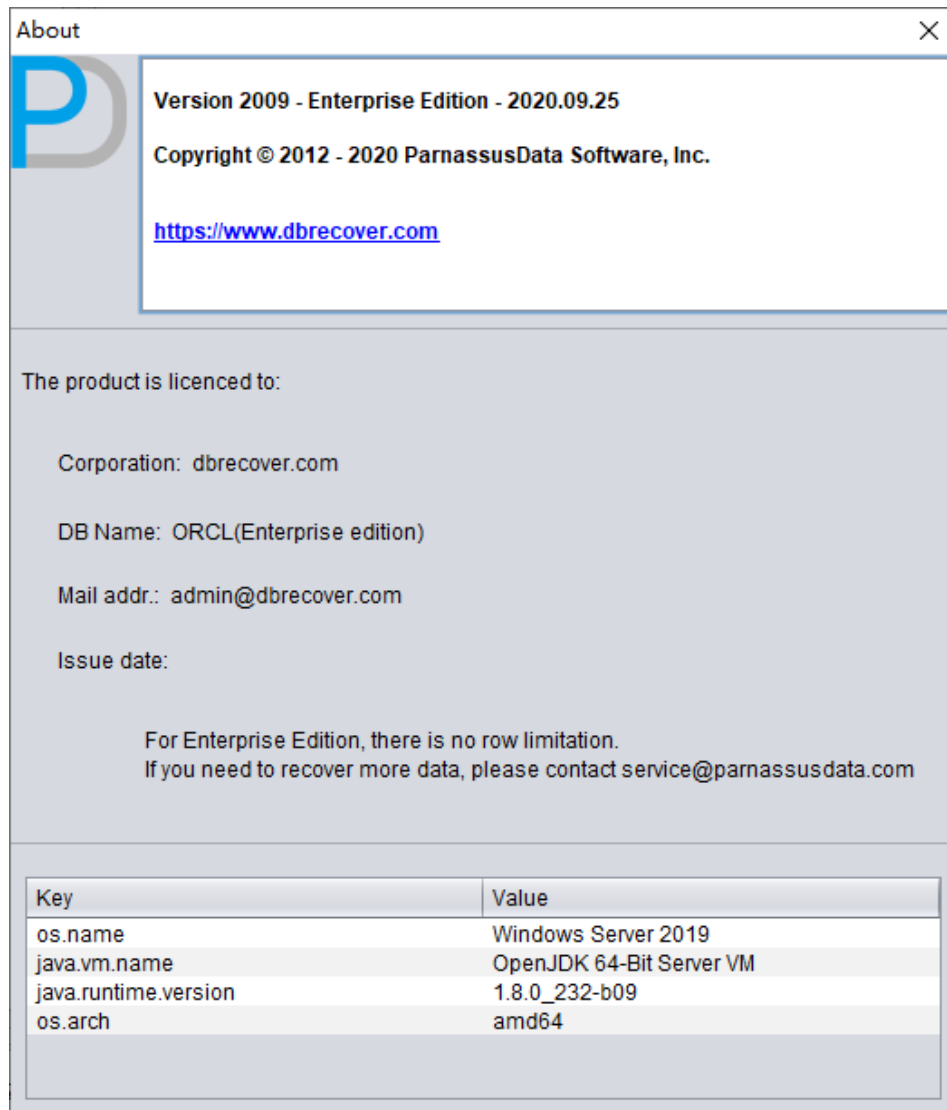 About
PD
Version 2009 - Enterprise Edition - 2020.09.25
Copyright © 2012 - 2020 ParnassusData Software, Inc.
https://www.dbrecover.com
The product is licenced to:
Corporation: dbrecover.com
DB Name: ORCL(Enterprise edition)
Mail addr.: admin@dbrecover.com
Issue date:
For Enterprise Edition, there is no row limitation.
If you need to recover more data, please contact service@parnassusdata.com
Key Value
os.name Windows Server 2019
java.vm.name OpenJDK 64-Bit Server VM
java.runtime.version 1.8.0_232-b09
os.arch amd64